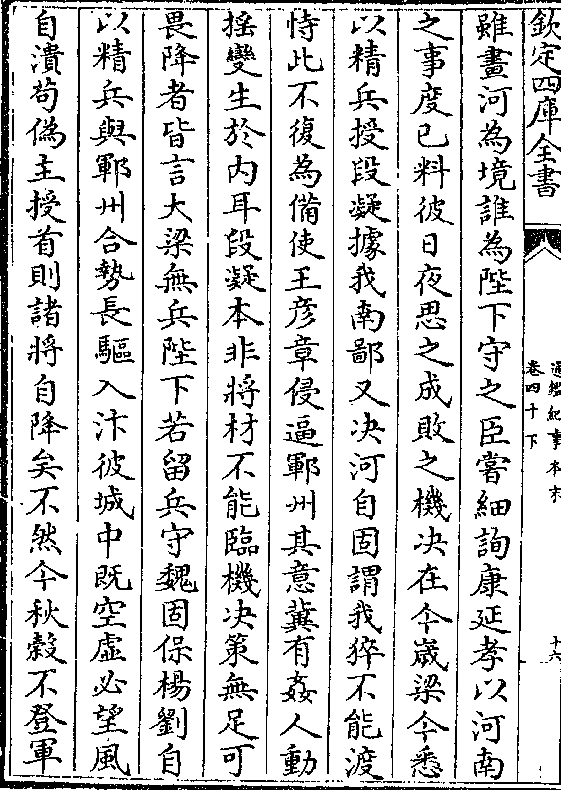 欽定四庫全書
通鑑紀事本末
卷四十下
十六
雖畫河為境誰為陛下守之臣嘗細詢康延孝以河南
之事度已料彼日夜思之成敗之機决在今歲梁今悉
以精兵授段凝據我南鄙又决河自固謂我猝不能渡
恃此不復為備使王彦章侵逼鄆州其意冀有姦人動
揺變生於内耳段凝本非將材不能臨機决策無足可
畏降者皆言大梁無兵陛下若留兵守魏固保楊劉自
以精兵與鄆州合勢長驅入汴彼城中既空虚必望風
自潰苟偽主授首則諸將自降矣不然今秋榖不登軍